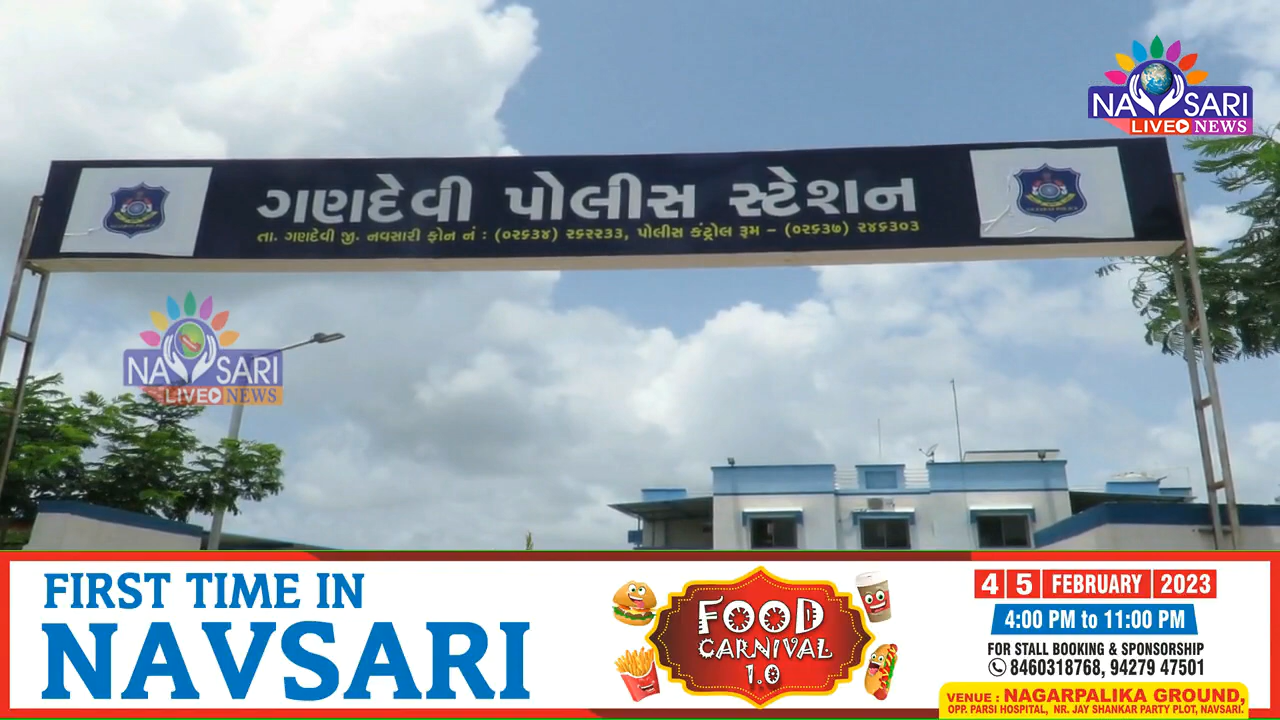 NAVSARI
LIVE NEWS
ગણદેવી પોલીસ સ્ટેશન
તા. ગણદેવી જી. નવસારી ફોન નં : (૦૨૬૩૪) ૨૬૨૨૩૩, પોલીસ કંટ્રોલ રૂમ – (૦૨૬૩૭) ૨૪૬૩૦૩
NAVSARI
LIVE NEWS
FIRST TIME IN
NAVSARI
FOOD
CARNIVAL
1.0
4 5 FEBRUARY 2023
4:00 PM to 11:00 PM
FOR STALL BOOKING & SPONSORSHIP
8460318768, 94279 47501
VENUE : NAGARPALIKA GROUND,
OPP. PARSI HOSPITAL, NR. JAY SHANKAR PARTY PLOT, NAVSARI.